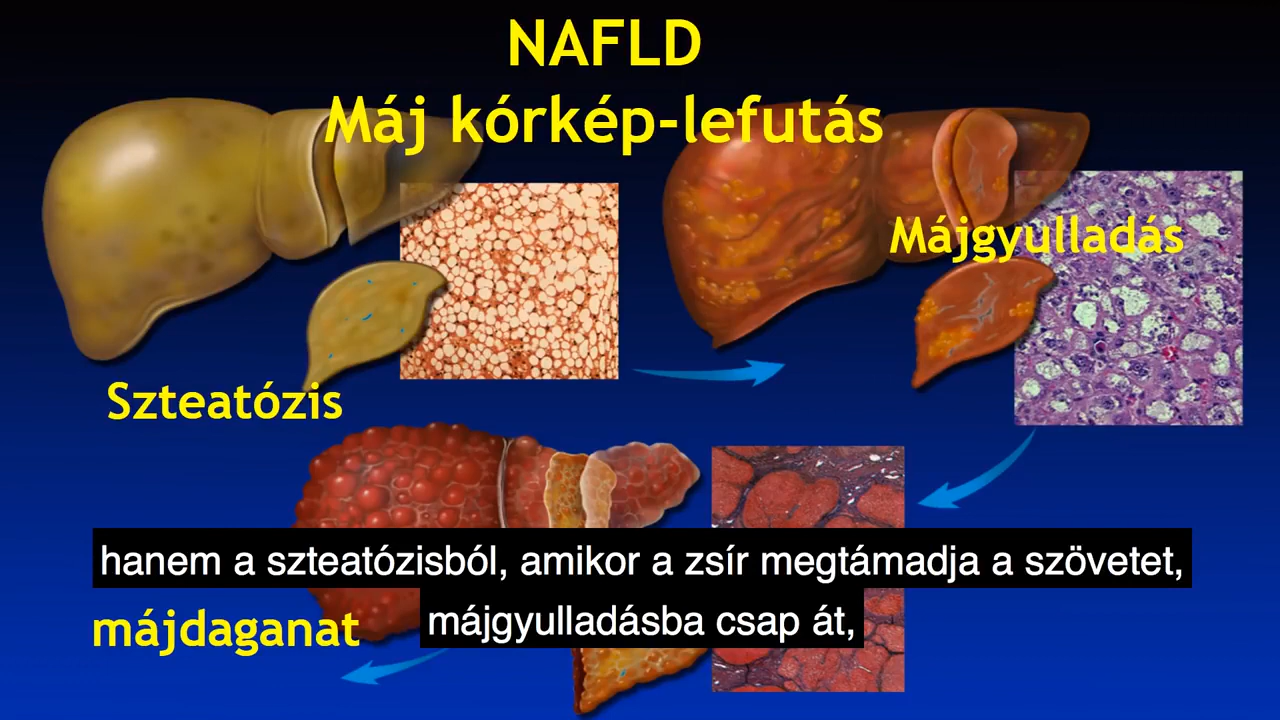 NAFLD
Máj kórkép-lefutás
Májgyulladás
Szteatózis
hanem a szteatózisból, amikor a zsír megtámadja a szövetet,
májgyulladásba csap át,
májdaganat